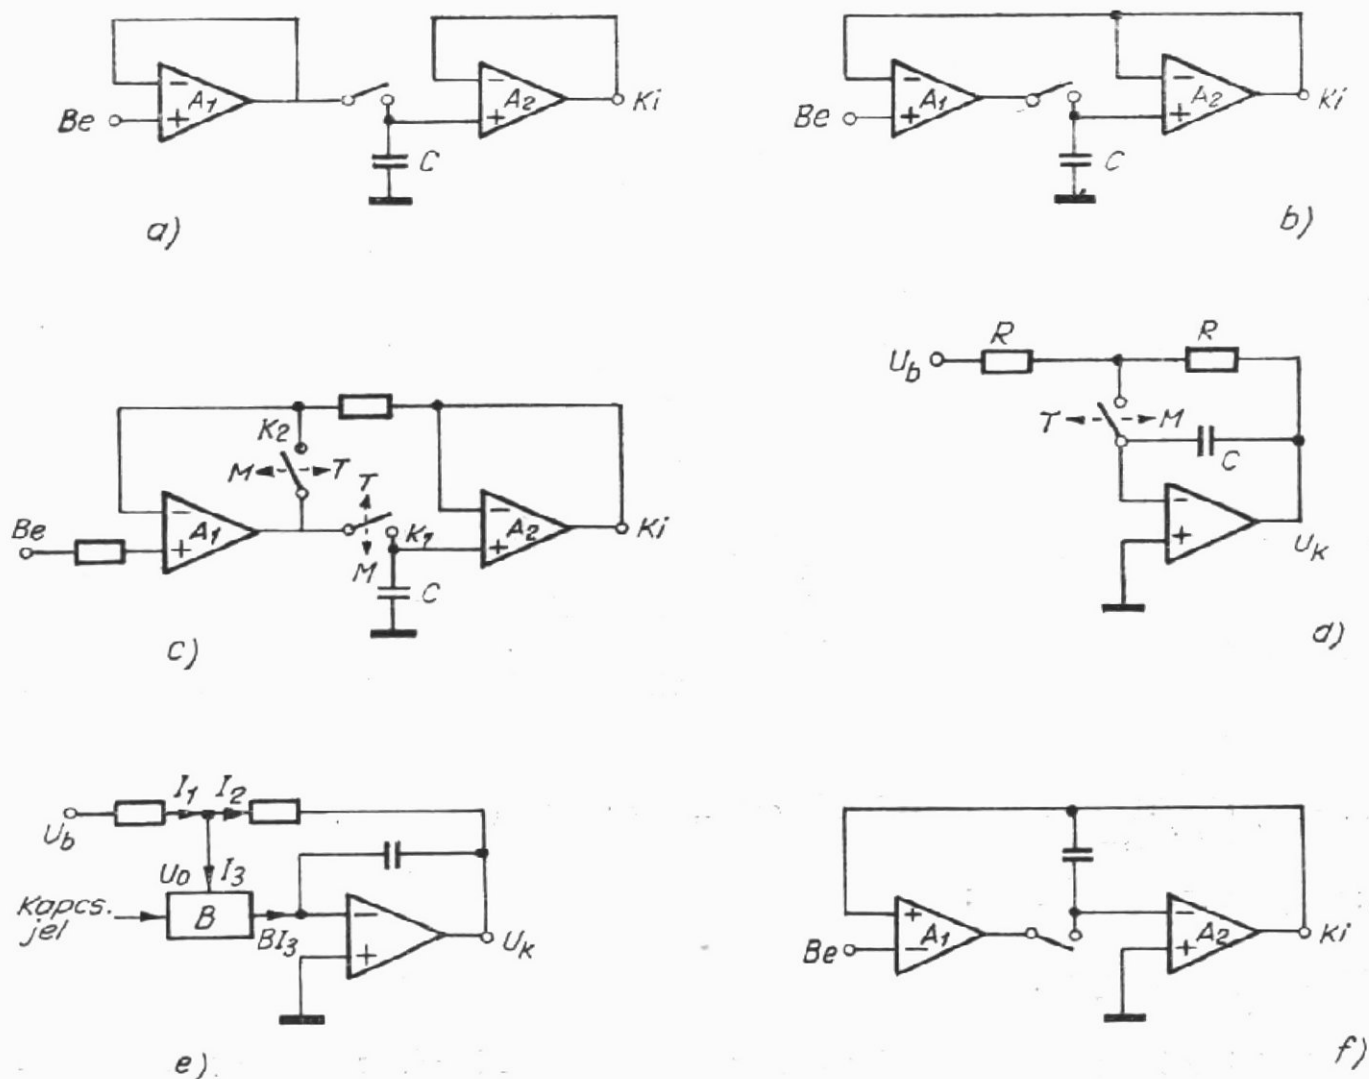 A1
Be
A2
Ki
C
a)
A1
Be
A2
Ki
C
b)
K2
M T
T
A1
Be
K1
M
C
A2
Ki
c)
R
R
Ub
T M
C
Uk
d)
I1 I2
Ub
U0 I3
Kapcs.
jel
B
BI3
Uk
e)
A1
Be
A2
Ki
f)